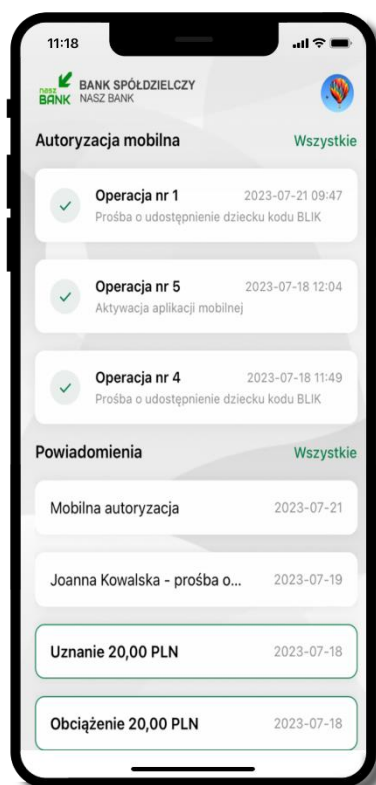 11:18
nasz
BANK
BANK SPÓŁDZIELCZY
NASZ BANK
Autoryzacja mobilna Wszystkie
Operacja nr 1 2023-07-21 09:47
Prośba o udostępnienie dziecku kodu BLIK
Operacja nr 5 2023-07-18 12:04
Aktywacja aplikacji mobilnej
Operacja nr 4 2023-07-18 11:49
Prośba o udostępnienie dziecku kodu BLIK
Powiadomienia Wszystkie
Mobilna autoryzacja 2023-07-21
Joanna Kowalska - prośba o... 2023-07-19
Uznanie 20,00 PLN 2023-07-18
Obciążenie 20,00 PLN 2023-07-18